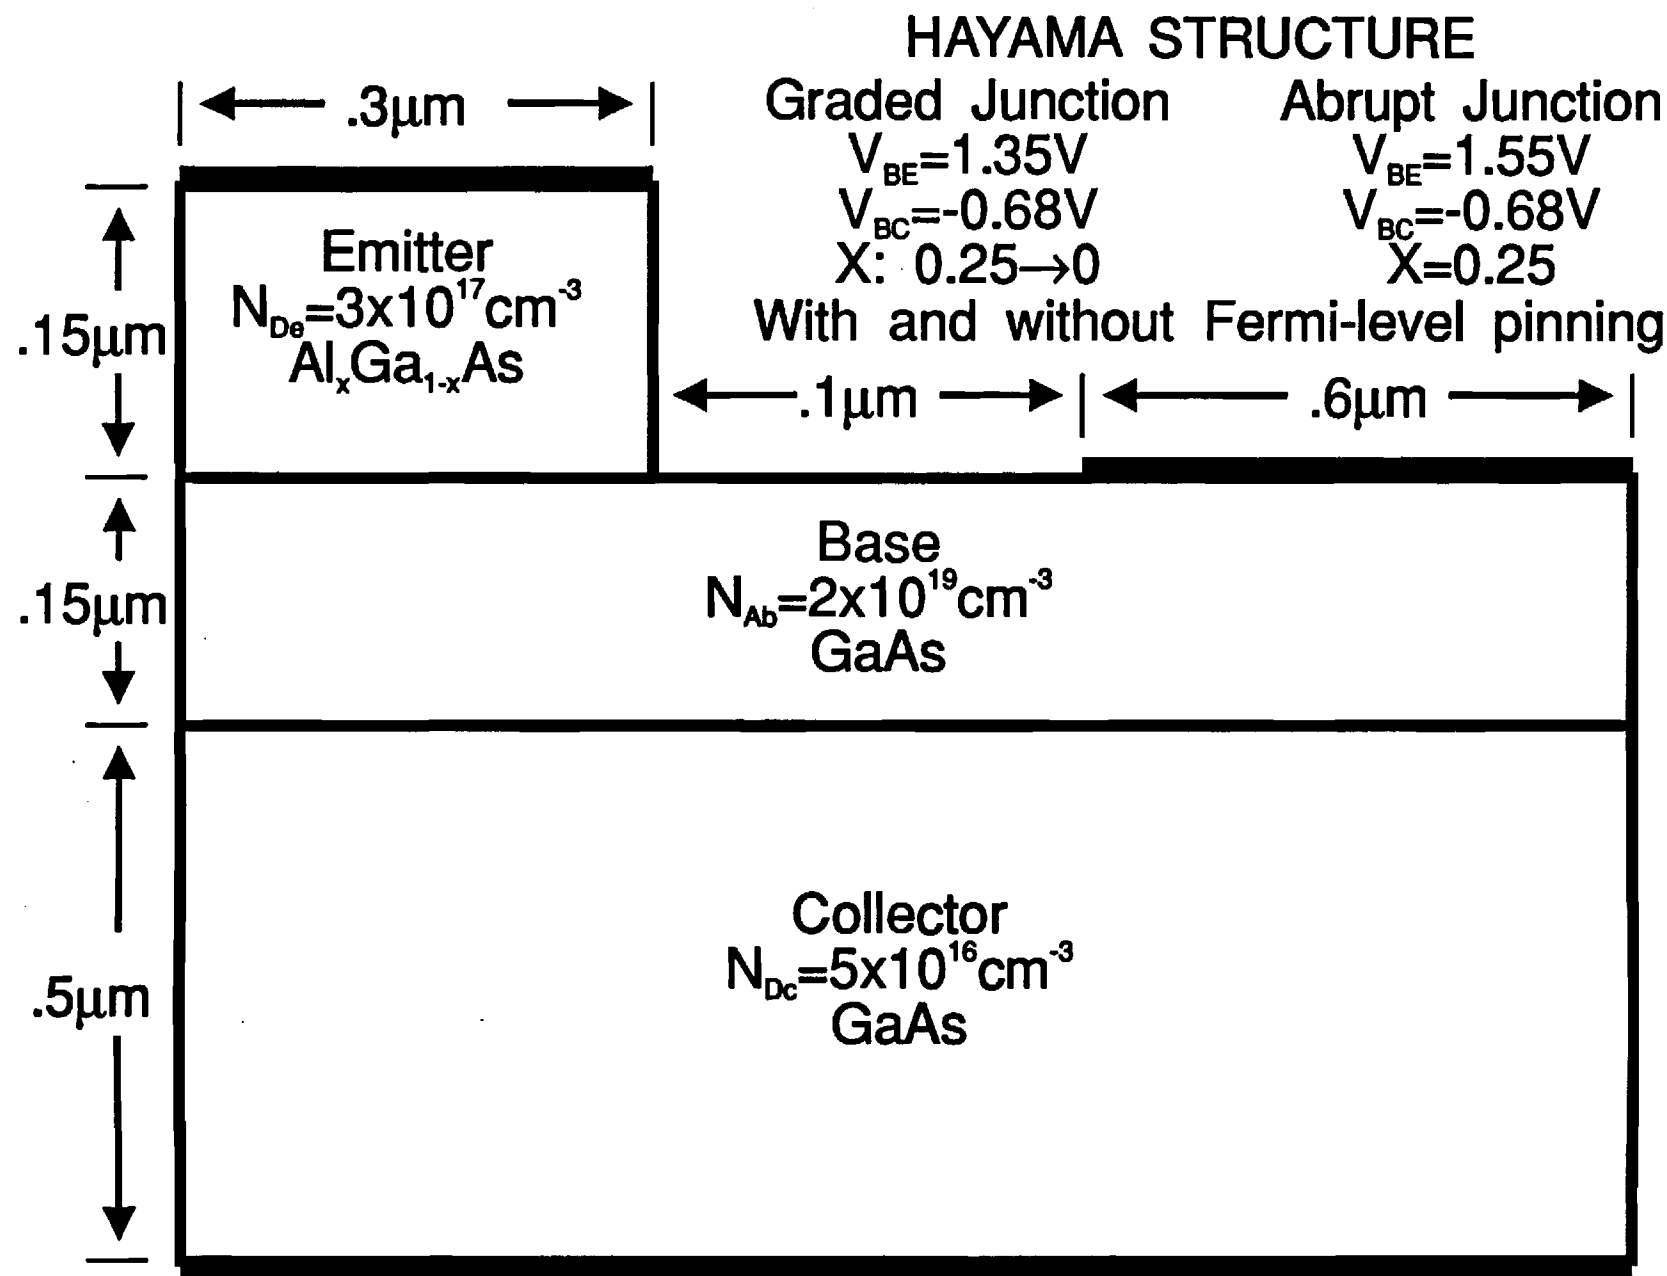 HAYAMA STRUCTURE
Graded Junction
V_BE=1.35V
V_BC=-0.68V
X: 0.25→0
Abrupt Junction
V_BE=1.55V
V_BC=-0.68V
X=0.25
With and without Fermi-level pinning
.3μm
.15μm
Emitter
N_De=3x10^17cm^-3
Al_xGa_1-xAs
.1μm
.6μm
.15μm
Base
N_Ab=2x10^19cm^-3
GaAs
.5μm
Collector
N_Dc=5x10^16cm^-3
GaAs